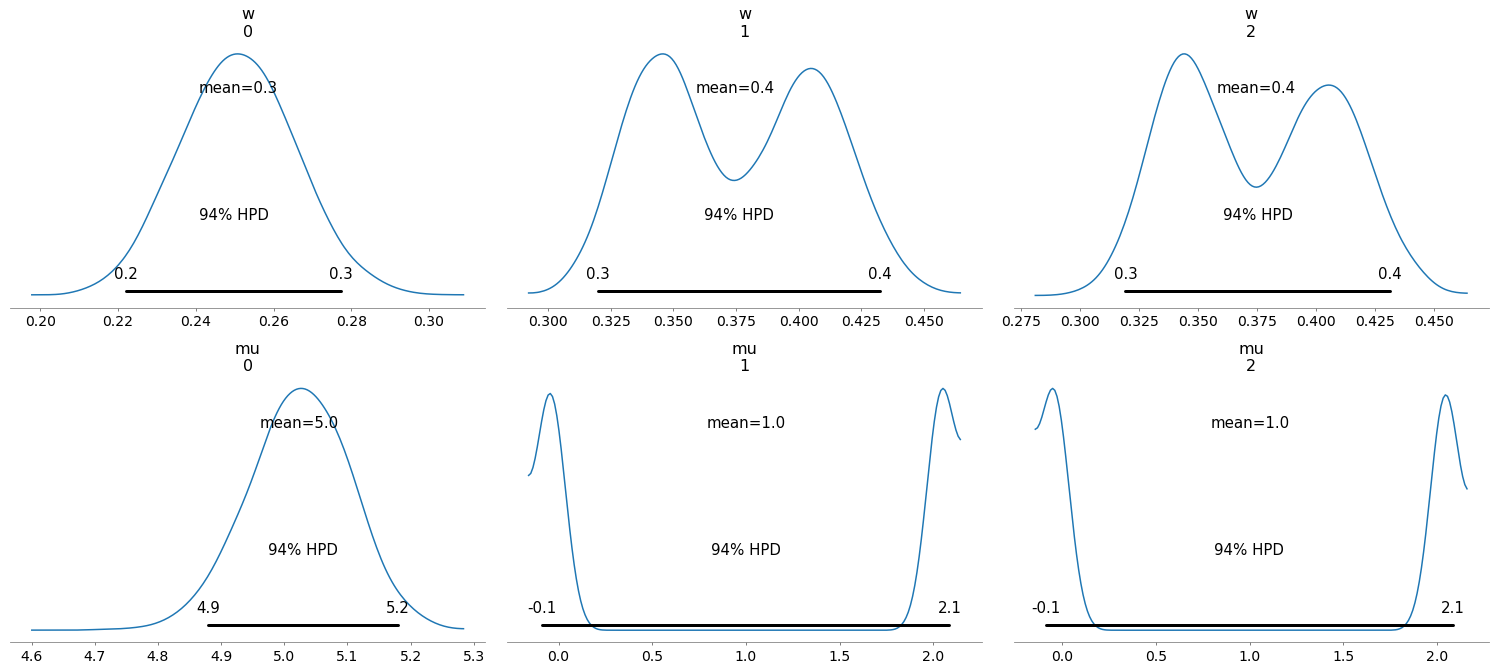 w
0
mean=0.3
94% HPD
0.2 0.3
0.20 0.22 0.24 0.26 0.28 0.30
w
1
mean=0.4
94% HPD
0.3 0.4
0.300 0.325 0.350 0.375 0.400 0.425 0.450
w
2
mean=0.4
94% HPD
0.3 0.4
0.275 0.300 0.325 0.350 0.375 0.400 0.425 0.450
mu
0
mean=5.0
94% HPD
4.9 5.2
4.6 4.7 4.8 4.9 5.0 5.1 5.2 5.3
mu
1
mean=1.0
94% HPD
-0.1 2.1
0.0 0.5 1.0 1.5 2.0
mu
2
mean=1.0
94% HPD
-0.1 2.1
0.0 0.5 1.0 1.5 2.0